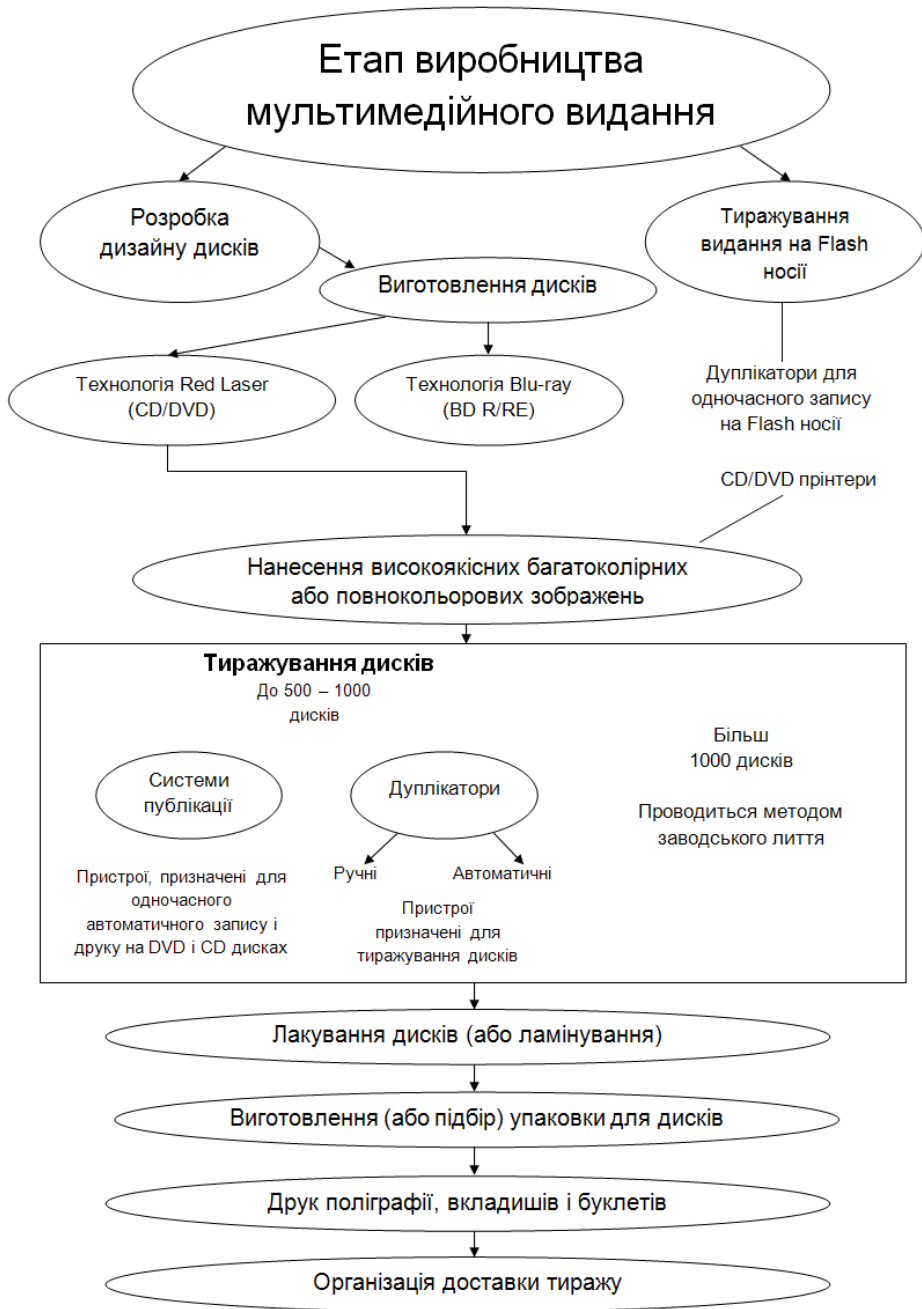 Етап виробництва
мультимедійного видання
Розробка
дизайну дисків
Тиражування
видання на Flash
носії
Виготовлення дисків
Технологія Red Laser
(CD/DVD)
Технологія Blu-ray
(BD R/RE)
Дуплікатори для
одночасного запису
на Flash носії
CD/DVD прінтери
Нанесення високоякісних багатоколірних
або повнокольорових зображень
Тиражування дисків
До 500 – 1000
дисків
Більш
1000 дисків
Системи
публікації
Дуплікатори
Проводиться методом
заводського лиття
Ручні
Автоматичні
Пристрої, призначені для
одночасного
автоматичного запису і
друку на DVD і CD дисках
Пристрої
призначені для
тиражування дисків
Лакування дисків (або ламінування)
Виготовлення (або підбір) упаковки для дисків
Друк поліграфії, вкладишів і буклетів
Організація доставки тиражу